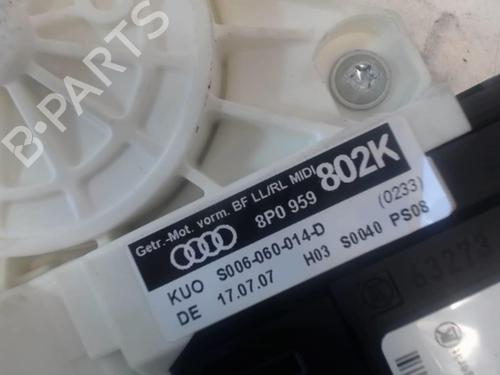 B-PARTS
Getr.-Mot. vorm. BF LL/RL MIDI
8P0 959 802K
(0233)
KUO S006-060-014-D
DE 17.07.07 H03 S0040 PS08